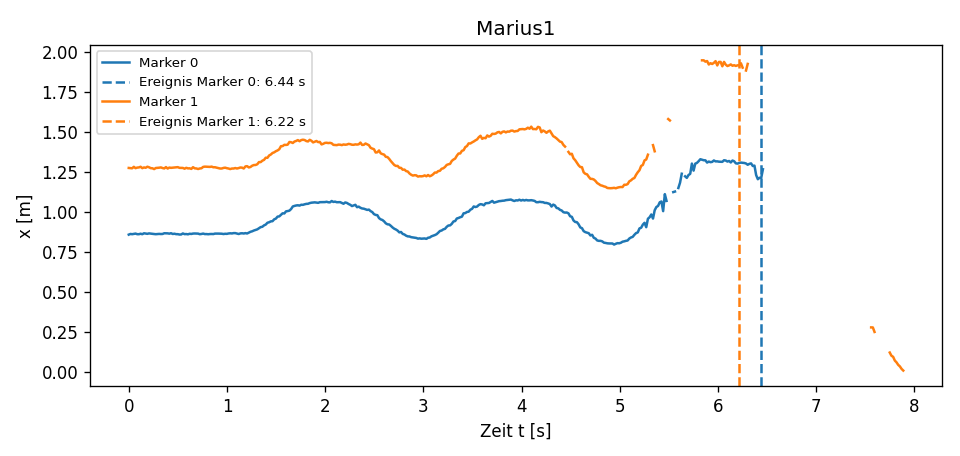 Marius1
2.00
1.75
1.50
1.25
1.00
0.75
0.50
0.25
0.00
x [m]
Marker 0
Ereignis Marker 0: 6.44 s
Marker 1
Ereignis Marker 1: 6.22 s
0 1 2 3 4 5 6 7 8
Zeit t [s]